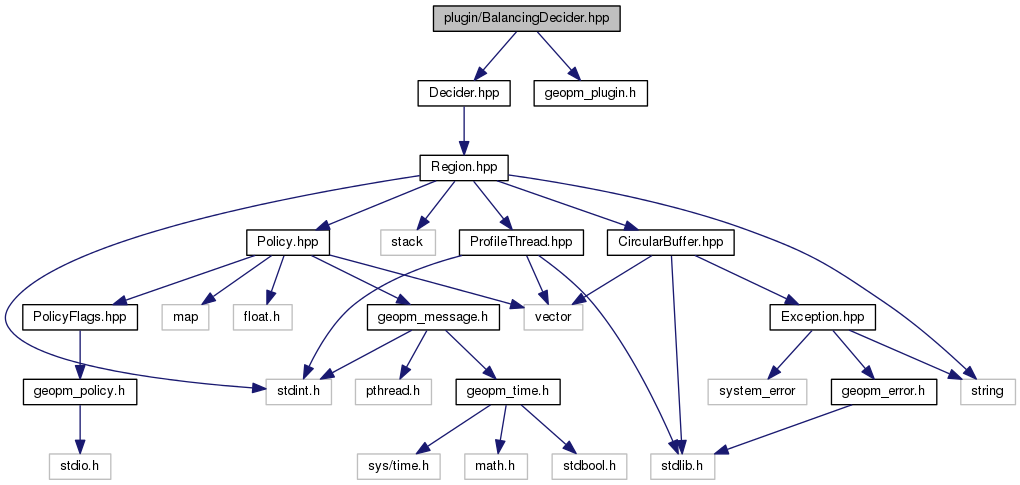 plugin/BalancingDecider.hpp
Decider.hpp
geopm_plugin.h
Region.hpp
Policy.hpp
stack
ProfileThread.hpp
CircularBuffer.hpp
PolicyFlags.hpp
map
float.h
geopm_message.h
vector
Exception.hpp
geopm_policy.h
stdint.h
pthread.h
geopm_time.h
system_error
geopm_error.h
string
stdio.h
sys/time.h
math.h
stdbool.h
stdlib.h